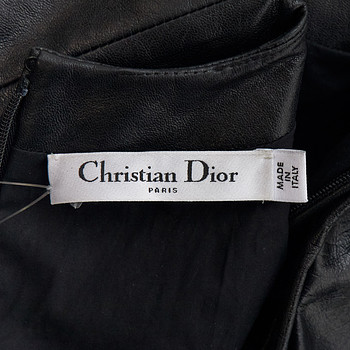 Christian Dior
PARIS
MADE
IN
ITALY